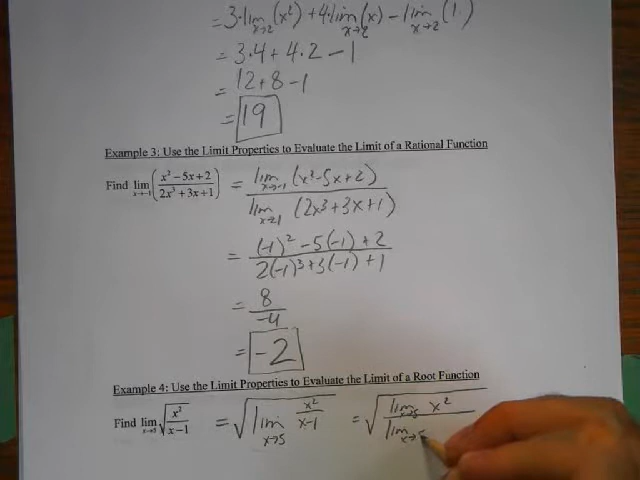 = 3·lim x→2 (x²) + 4·lim x→2 (x) − 1 lim x→2 (1)
= 3·4 + 4·2 − 1
= 12 + 8 − 1
= 19
Example 3: Use the Limit Properties to Evaluate the Limit of a Rational Function
Find lim x→−1 ( (x² − 5x + 2) / (2x³ + 3x + 1) ) = lim x→−1 (x² − 5x + 2) / lim x→1 (2x³ + 3x + 1)
= ( (−1)² − 5(−1) + 2 ) / ( 2(−1)³ + 3(−1) + 1 )
= 8 / −4
= −2
Example 4: Use the Limit Properties to Evaluate the Limit of a Root Function
Find lim x→5 √( x² / (x − 1) ) = √( lim x→5 x² / (x − 1) ) = √( lim x→5 x² / lim x→5